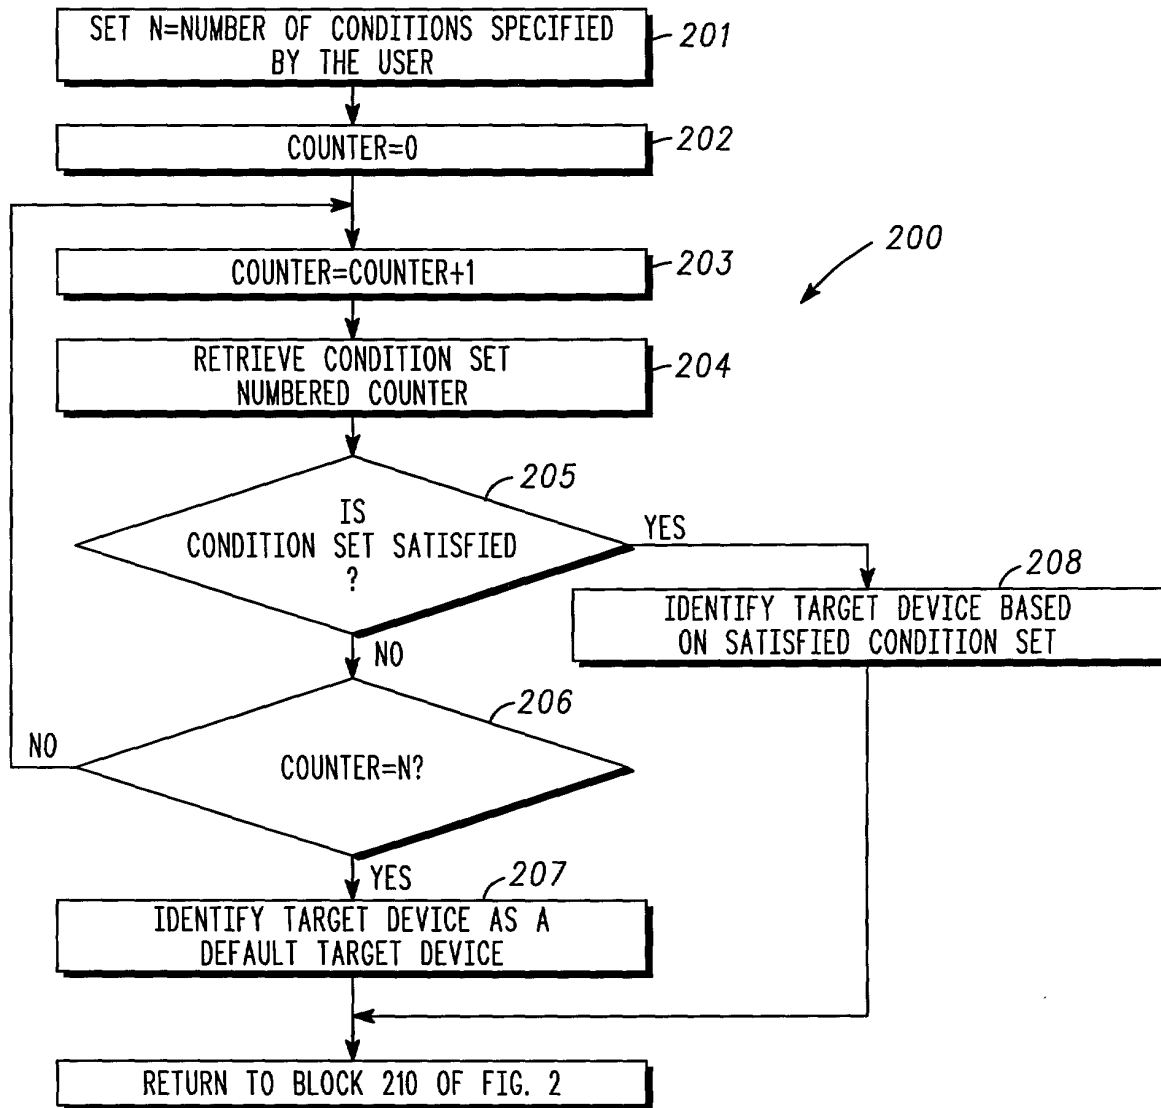 SET N=NUMBER OF CONDITIONS SPECIFIED
BY THE USER
201
COUNTER=0
202
COUNTER=COUNTER+1
203
200
RETRIEVE CONDITION SET
NUMBERED COUNTER
204
205
IS
CONDITION SET SATISFIED
?
YES
208
IDENTIFY TARGET DEVICE BASED
ON SATISFIED CONDITION SET
NO
206
COUNTER=N?
NO
YES
207
IDENTIFY TARGET DEVICE AS A
DEFAULT TARGET DEVICE
RETURN TO BLOCK 210 OF FIG. 2